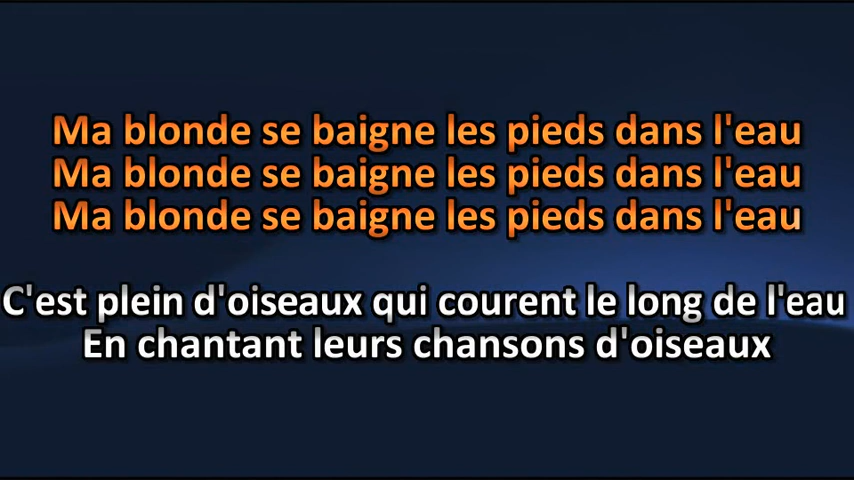 Ma blonde se baigne les pieds dans l'eau
Ma blonde se baigne les pieds dans l'eau
Ma blonde se baigne les pieds dans l'eau
C'est plein d'oiseaux qui courent le long de l'eau
En chantant leurs chansons d'oiseaux